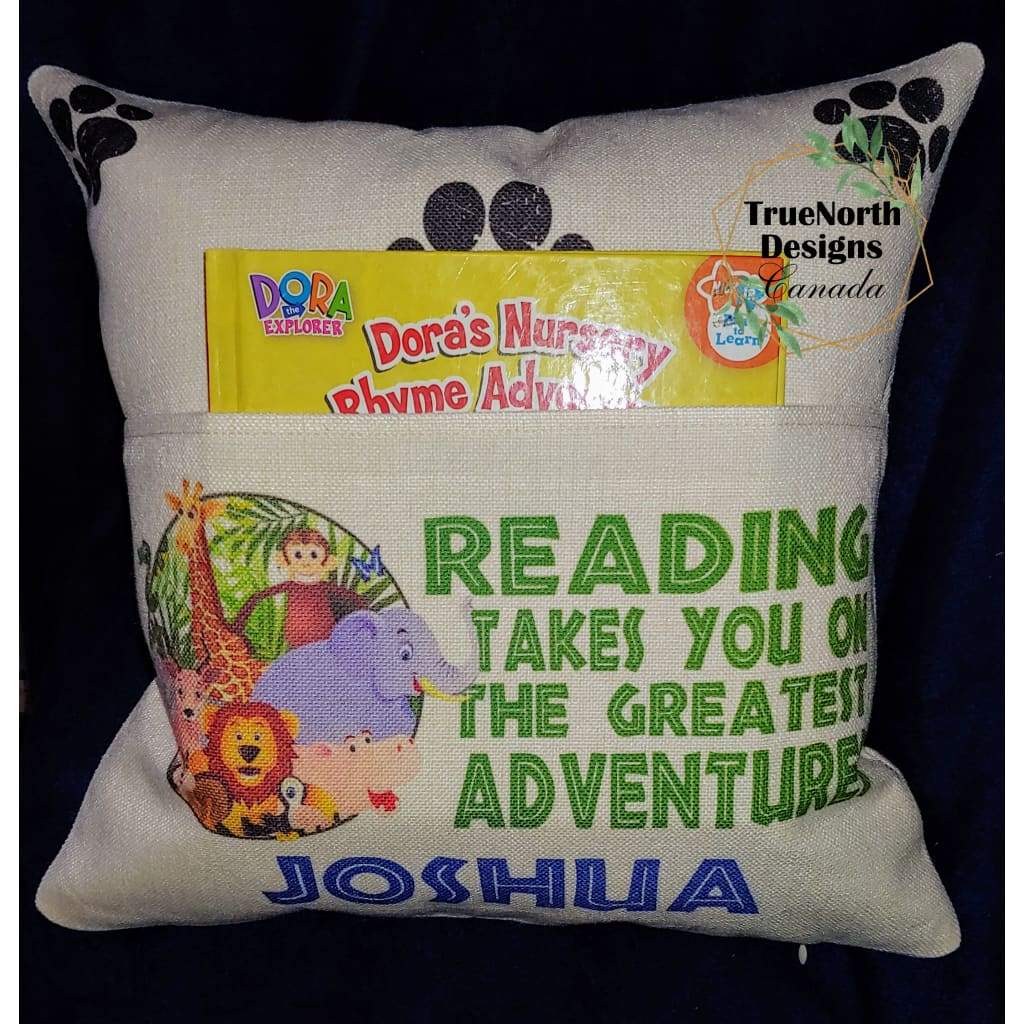 TrueNorth
Designs
Canada
DORA
the
EXPLORER
Dora's Nursery
Rhyme Adven
to
Learn
READING
TAKES YOU ON
THE GREATEST
ADVENTURES
JOSHUA